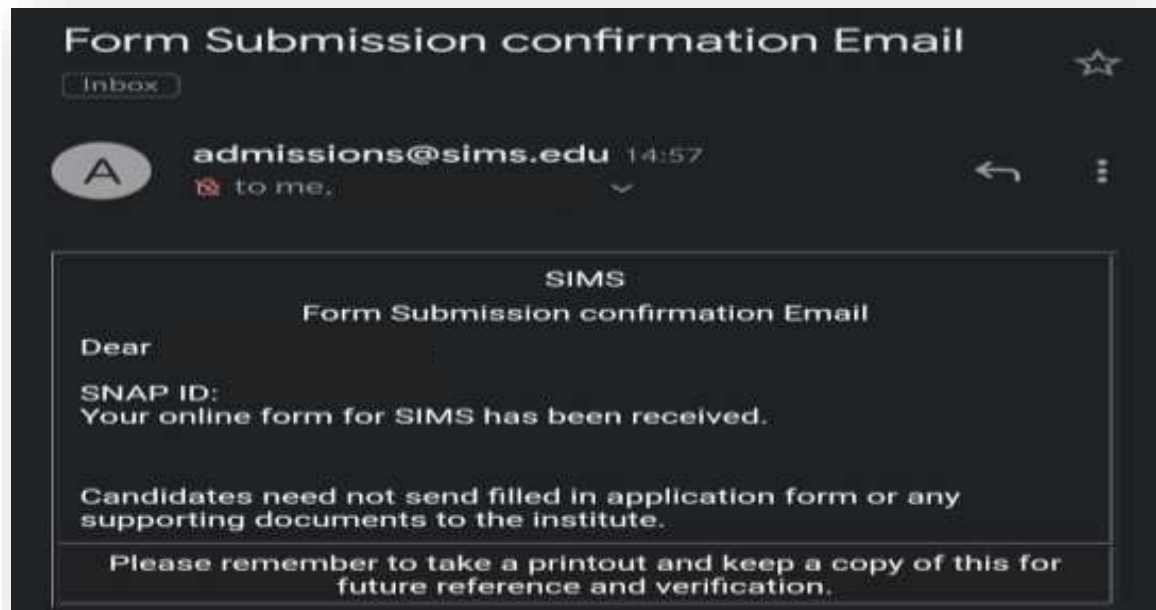 Form Submission confirmation Email
Inbox
A
admissions@sims.edu 14:57
to me,
SIMS
Form Submission confirmation Email
Dear
SNAP ID:
Your online form for SIMS has been received.
Candidates need not send filled in application form or any
supporting documents to the institute.
Please remember to take a printout and keep a copy of this for
future reference and verification.